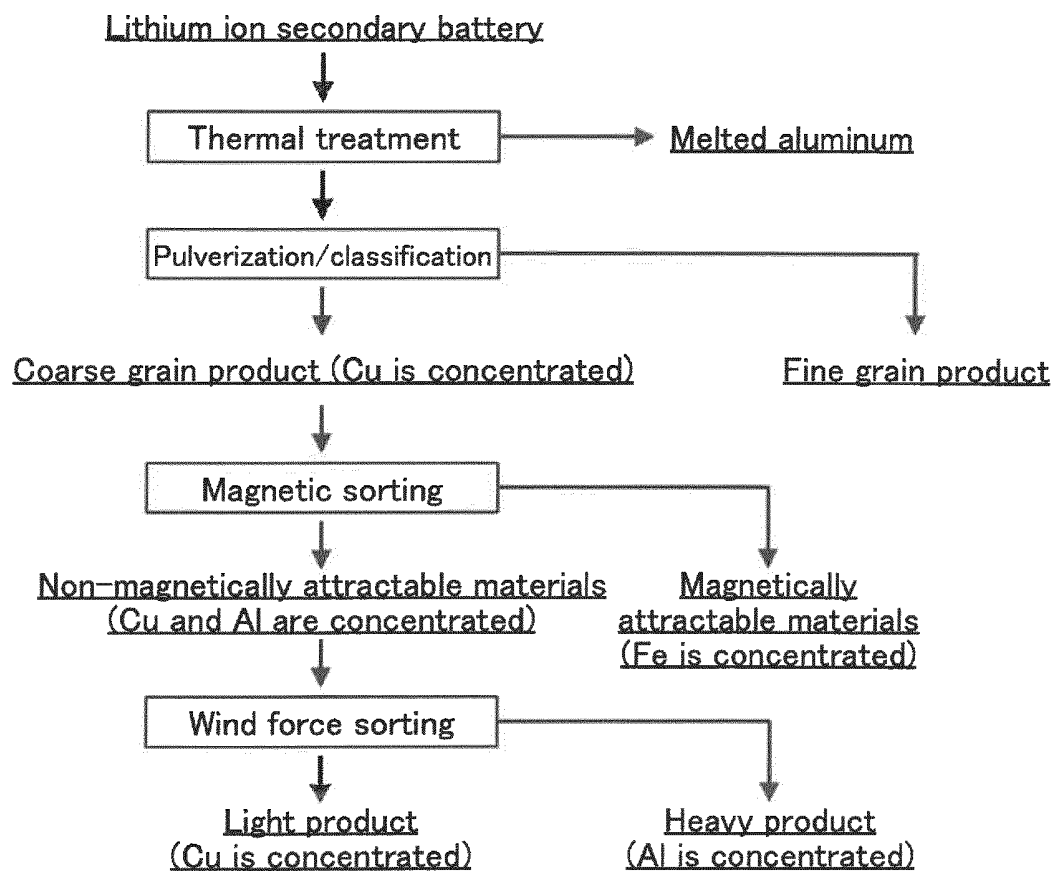 Lithium ion secondary battery
Thermal treatment
Melted aluminum
Pulverization/classification
Coarse grain product (Cu is concentrated)
Fine grain product
Magnetic sorting
Non-magnetically attractable materials
(Cu and Al are concentrated)
Magnetically
attractable materials
(Fe is concentrated)
Wind force sorting
Light product
(Cu is concentrated)
Heavy product
(Al is concentrated)